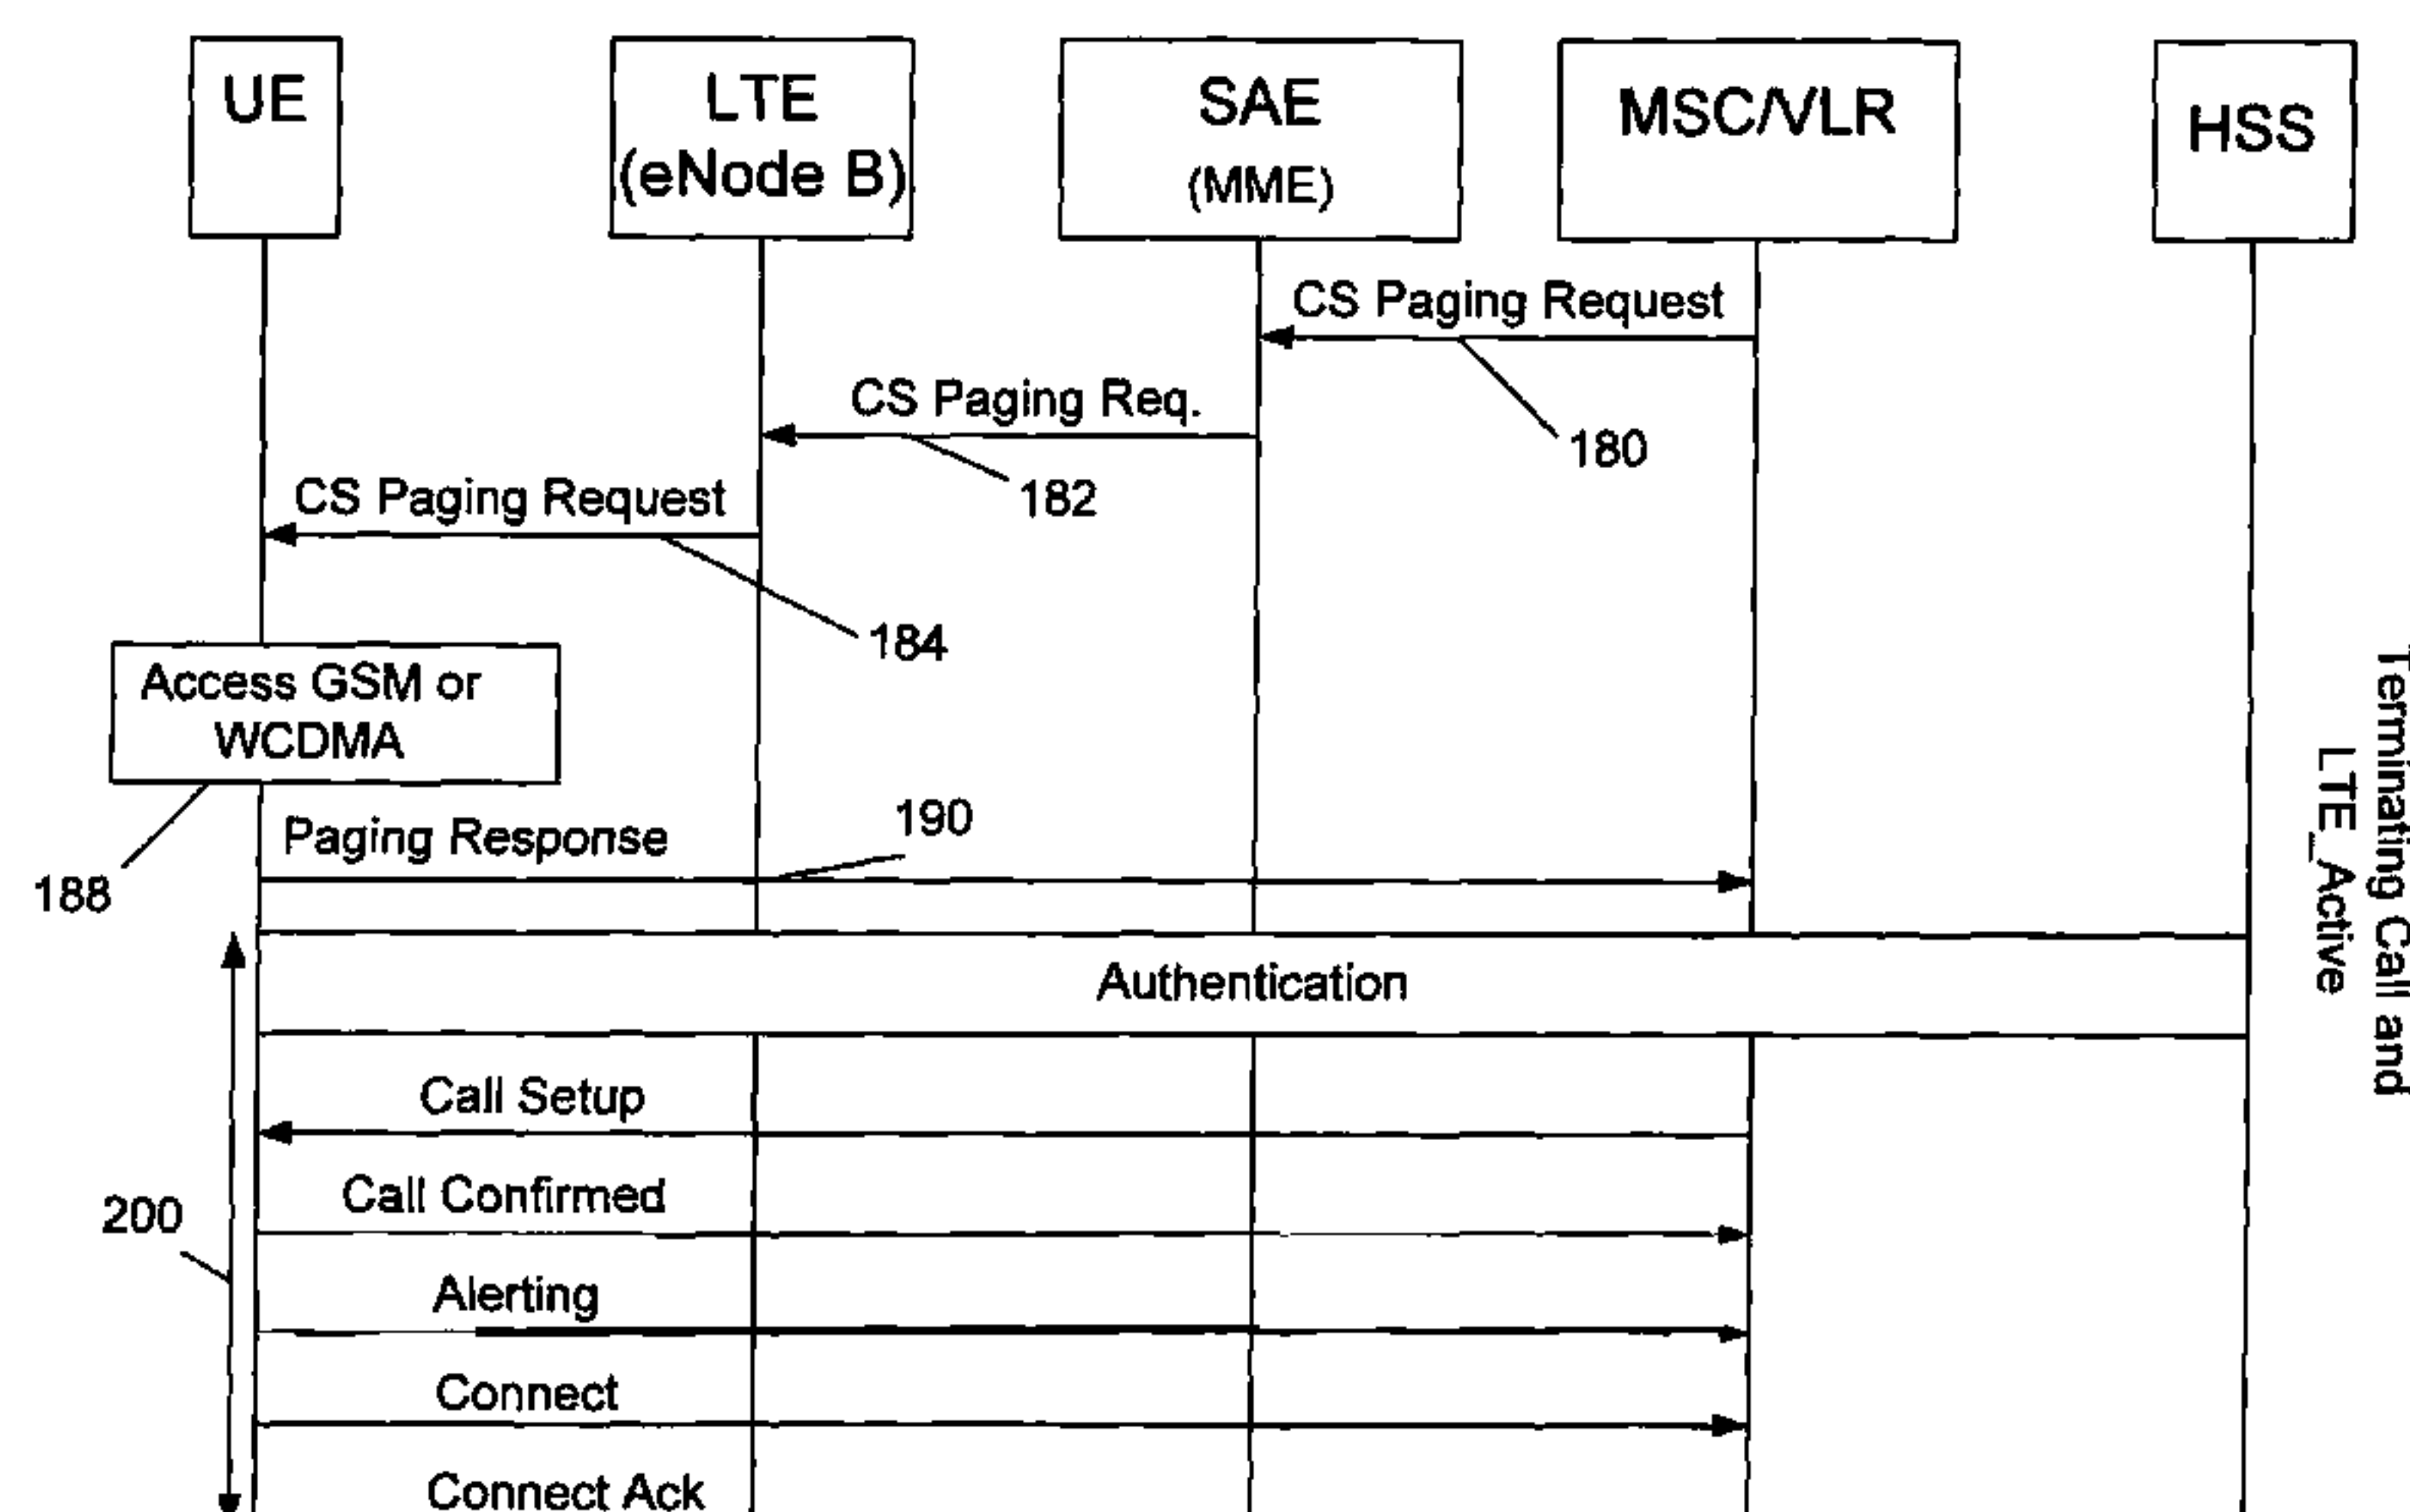 UE
LTE
(eNode B)
SAE
(MME)
MSC/VLR
HSS
CS Paging Request
180
CS Paging Req.
182
CS Paging Request
184
Access GSM or
WCDMA
188
Paging Response
190
Authentication
Call Setup
Call Confirmed
200
Alerting
Connect
Connect Ack
Terminating Call and
LTE_Active